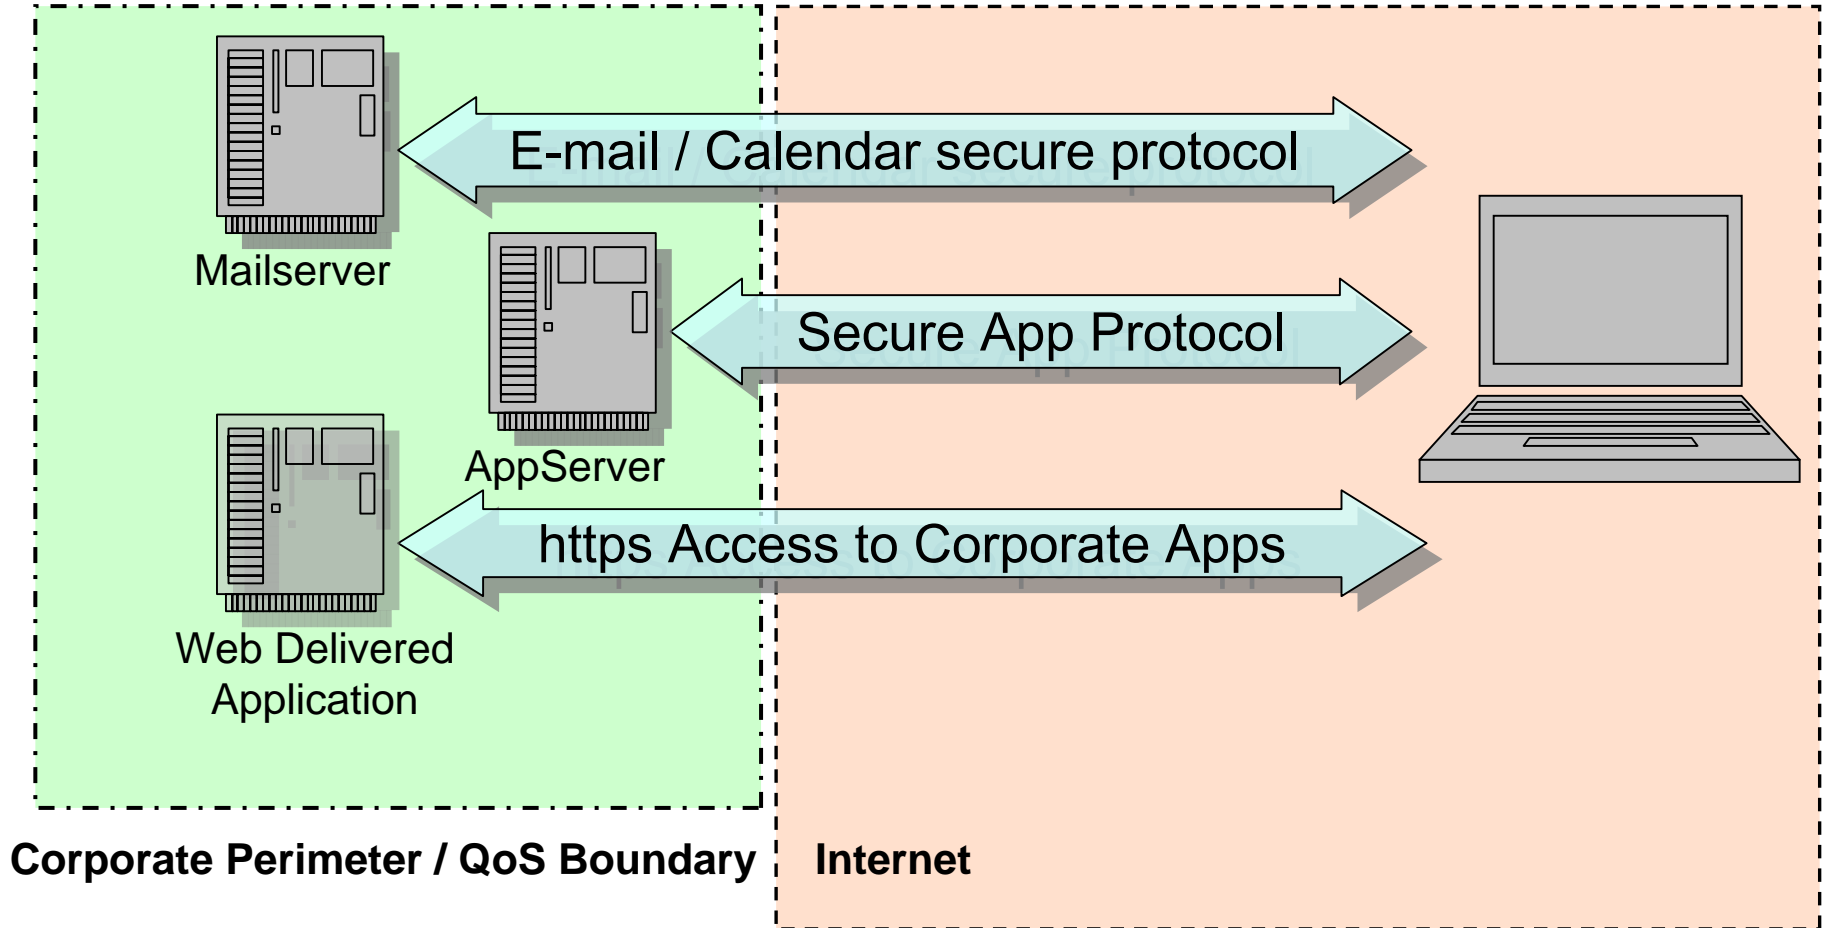 E-mail / Calendar secure protocol
Mailserver
Secure App Protocol
AppServer
https Access to Corporate Apps
Web Delivered
Application
Corporate Perimeter / QoS Boundary
Internet